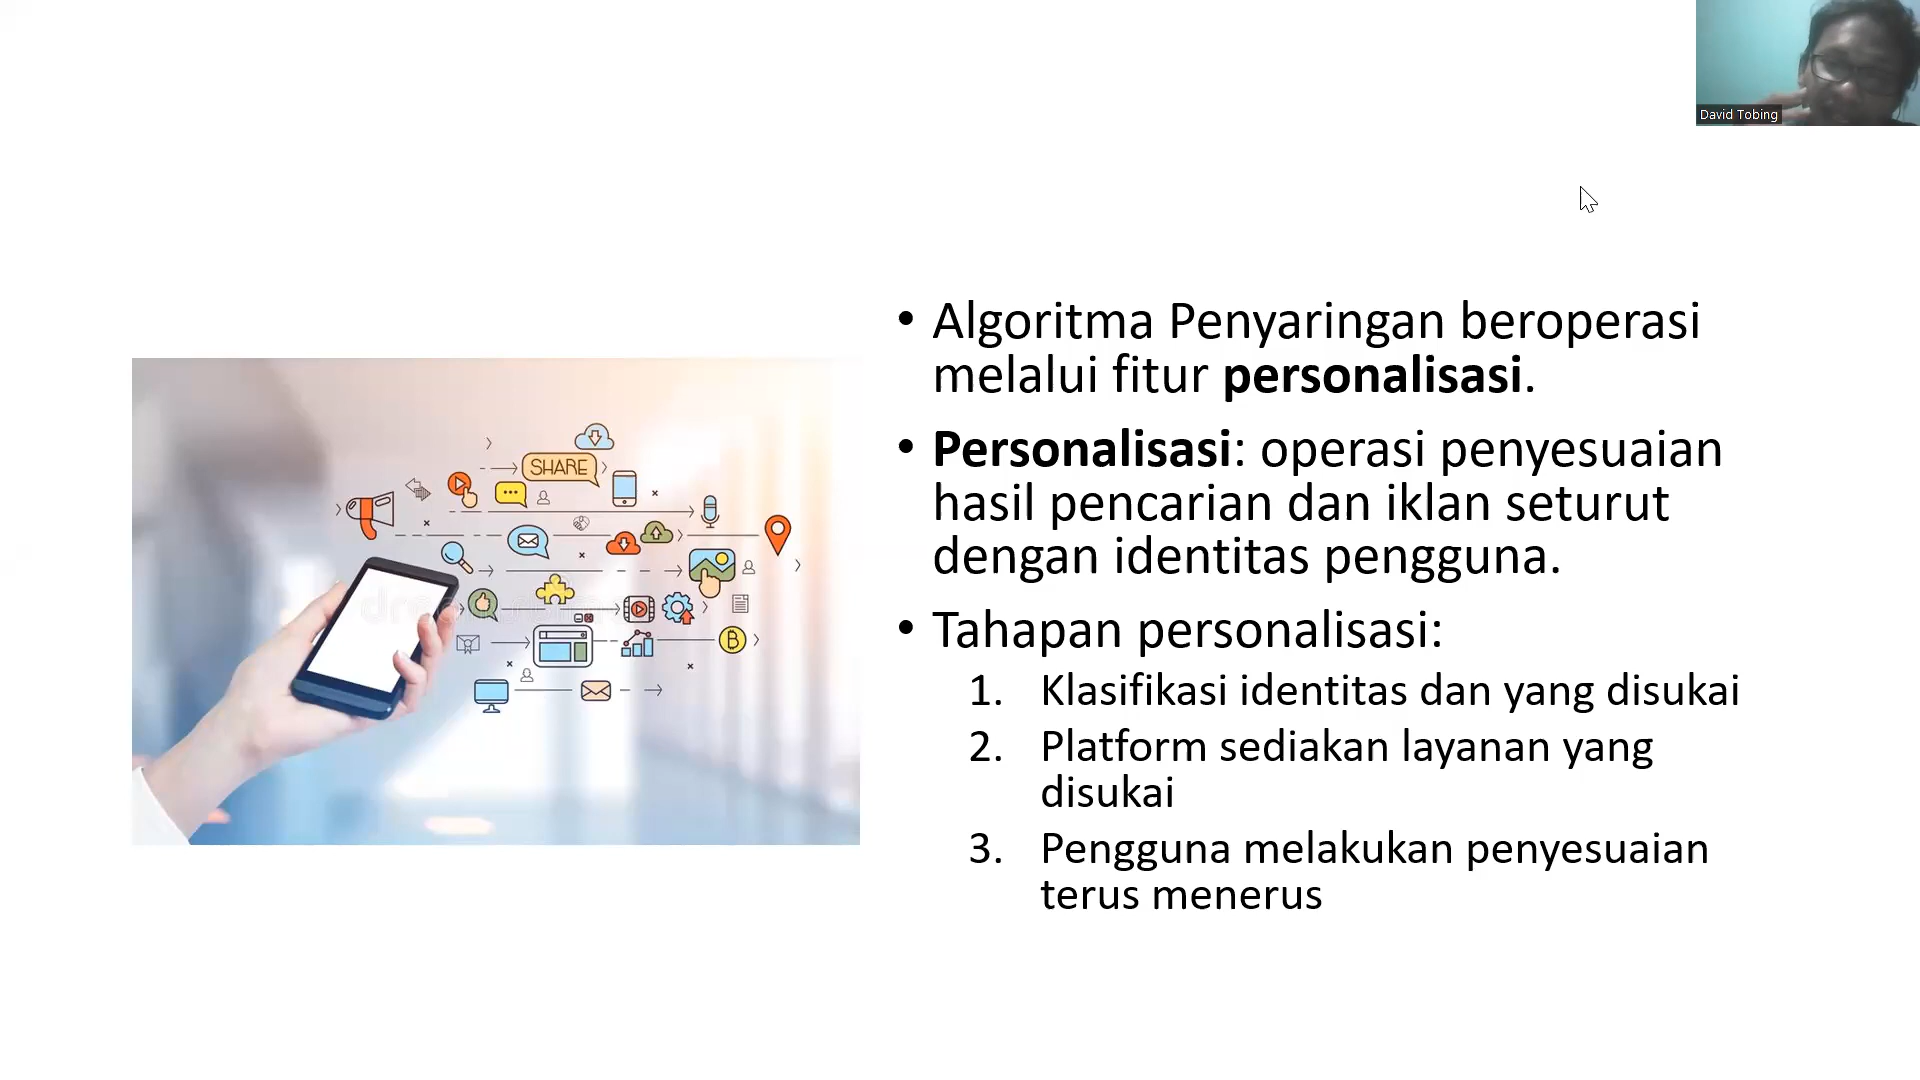 David Tobing
• Algoritma Penyaringan beroperasi
melalui fitur personalisasi.
• Personalisasi: operasi penyesuaian
hasil pencarian dan iklan seturut
dengan identitas pengguna.
• Tahapan personalisasi:
1. Klasifikasi identitas dan yang disukai
2. Platform sediakan layanan yang
disukai
3. Pengguna melakukan penyesuaian
terus menerus
SHARE